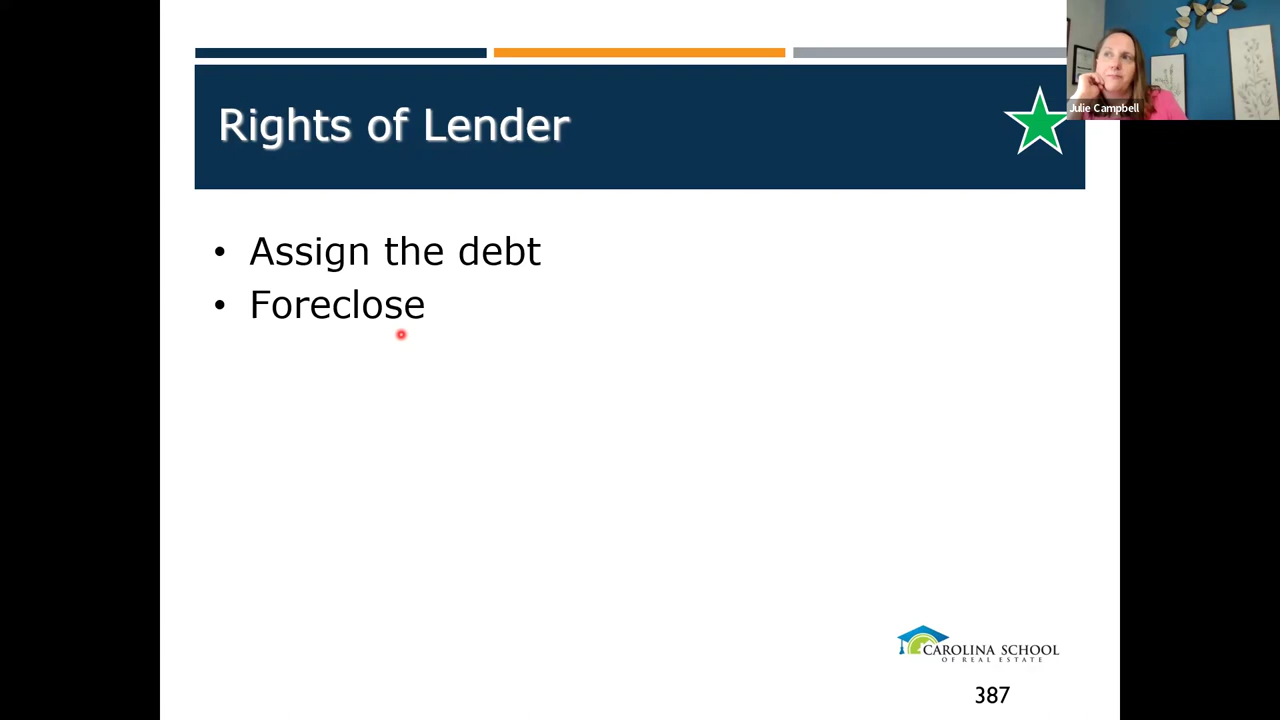 Rights of Lender
Julie Campbell
• Assign the debt
• Foreclose
CAROLINA SCHOOL
OF REAL ESTATE
387